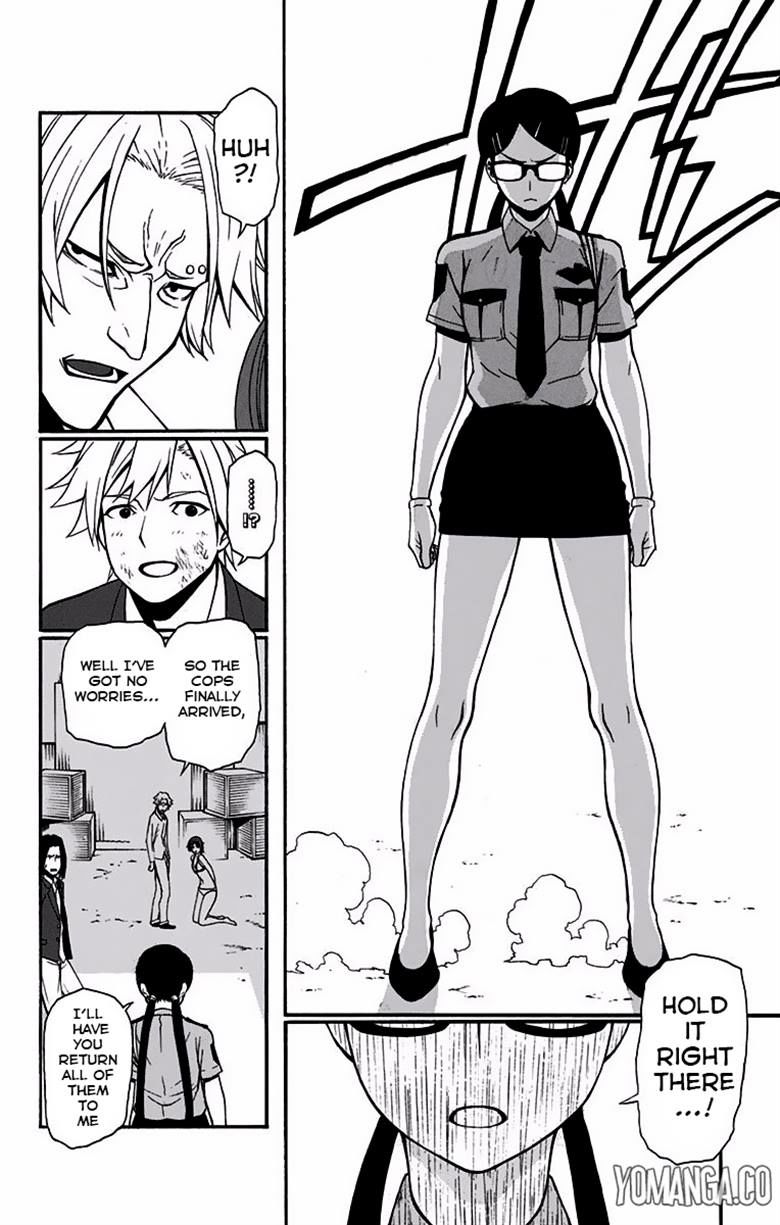 HOLD
IT
RIGHT
THERE
...!
HUH
?!
......
!?
SO THE
COPS
FINALLY
ARRIVED,
WELL I'VE
GOT NO
WORRIES...
I'LL
HAVE
YOU
RETURN
ALL OF
THEM
TO
ME
YOMANGA.CO